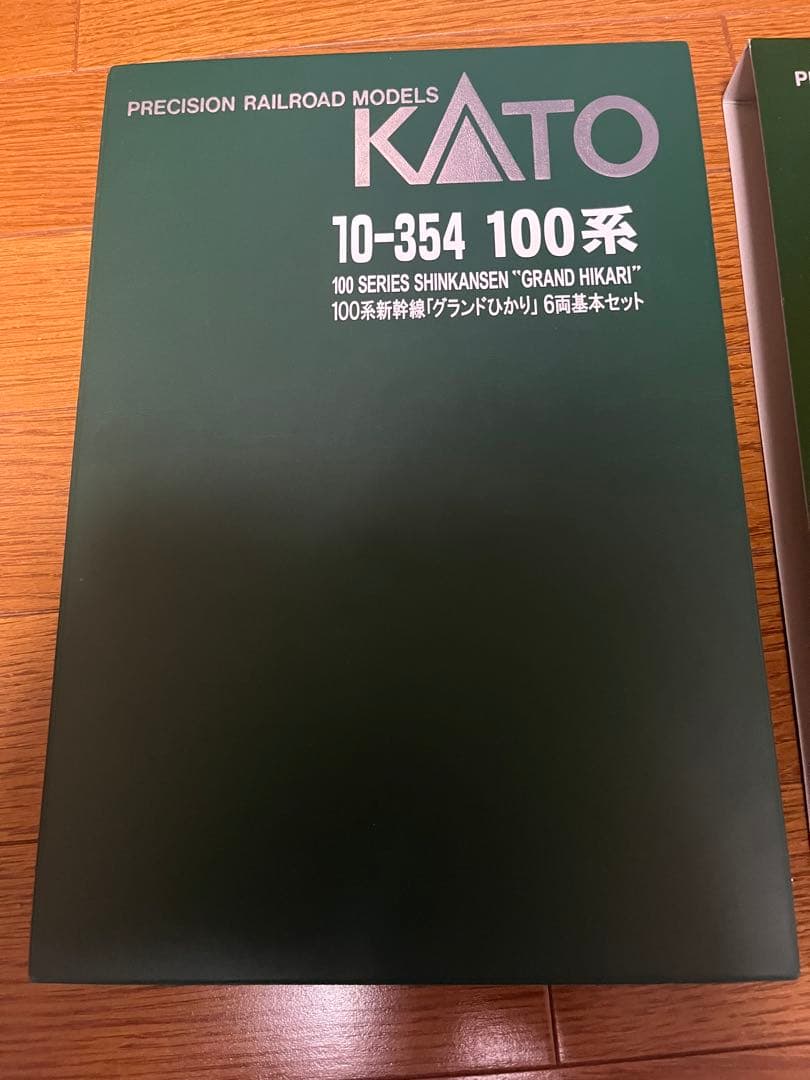 PRECISION RAILROAD MODELS
KATO
10-354 100系
100 SERIES SHINKANSEN "GRAND HIKARI"
100系新幹線「グランドひかり」6両基本セット